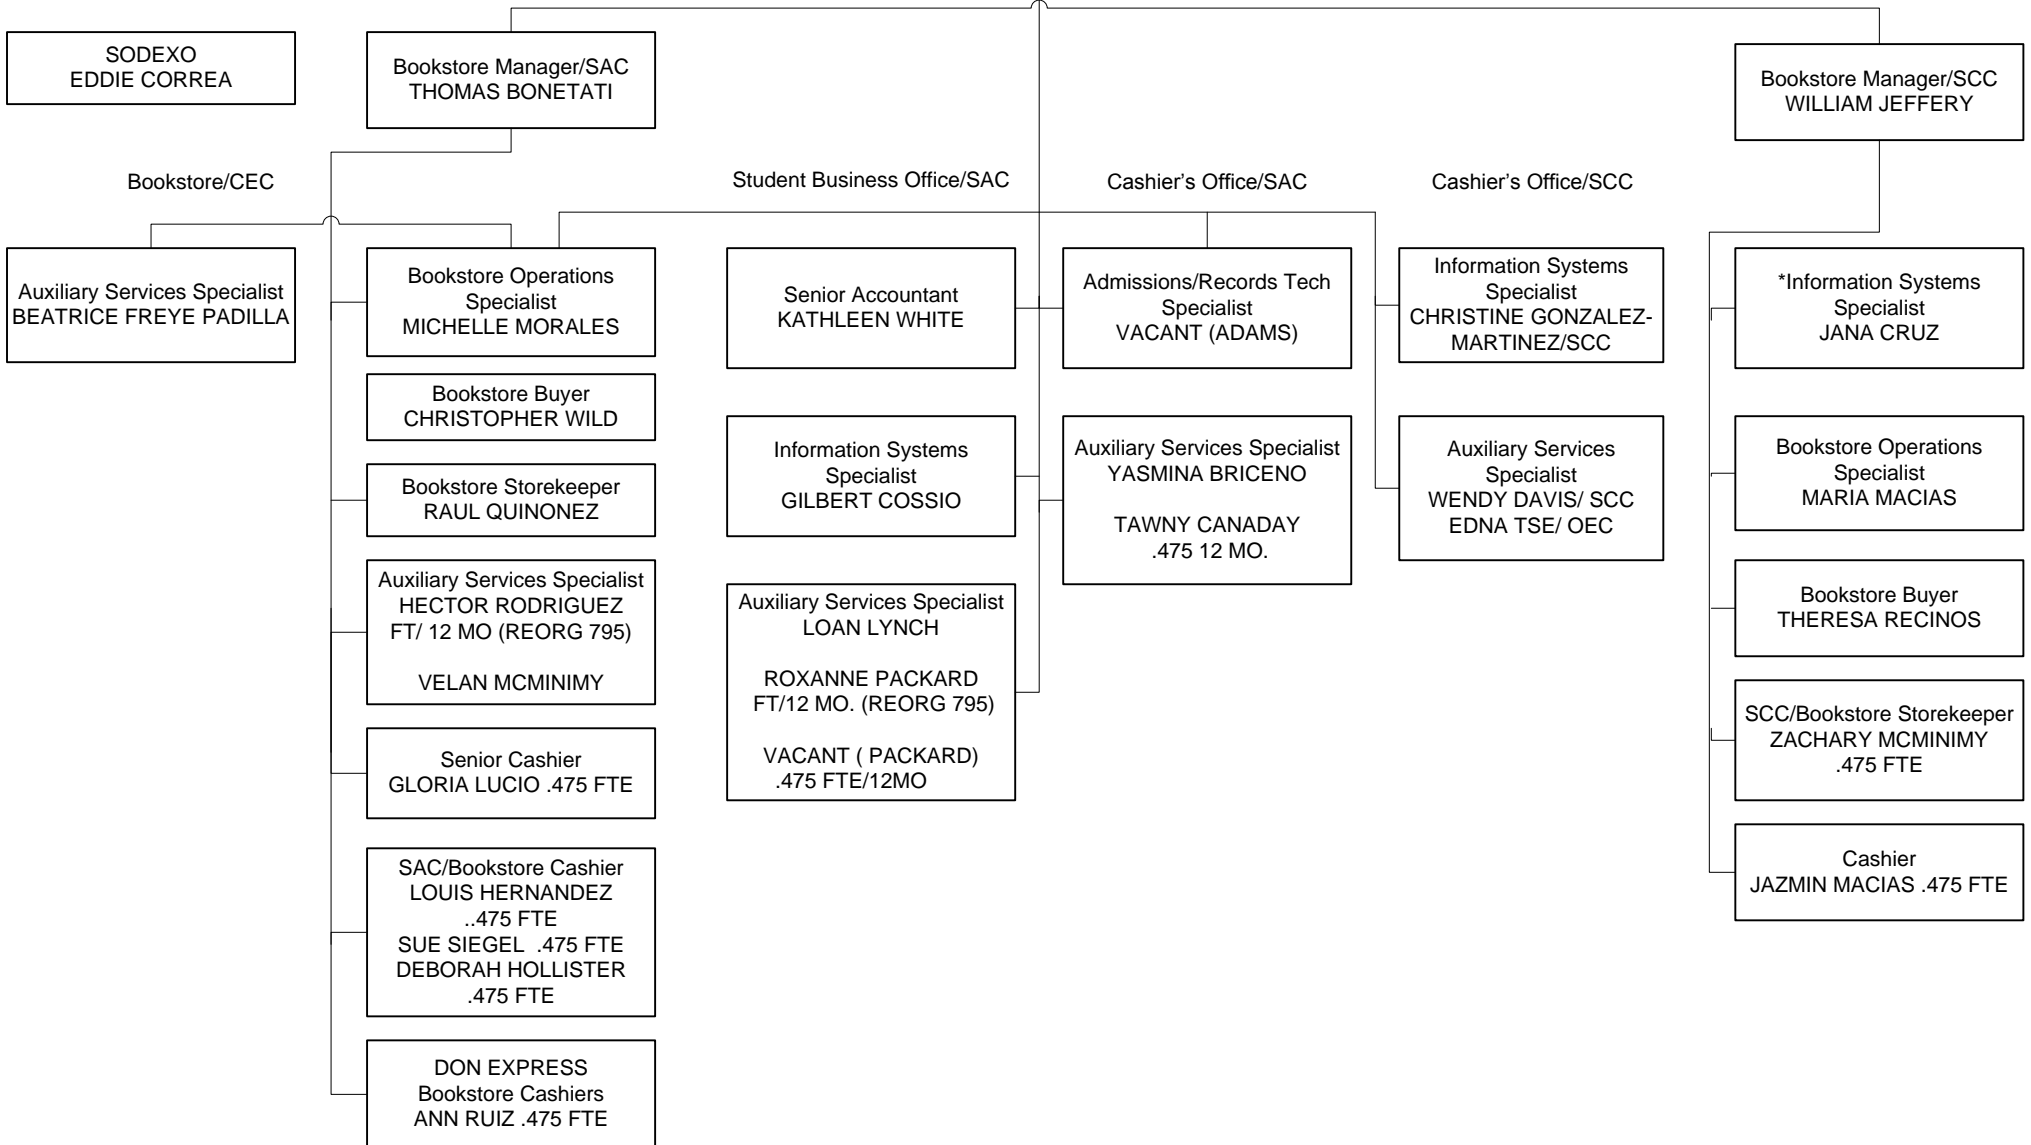 SODEXO
EDDIE CORREA
Bookstore Manager/SAC
THOMAS BONETATI
Bookstore Manager/SCC
WILLIAM JEFFERY
Bookstore/CEC
Student Business Office/SAC
Cashier's Office/SAC
Cashier's Office/SCC
Auxiliary Services Specialist
BEATRICE FREYE PADILLA
Bookstore Operations
Specialist
MICHELLE MORALES
Bookstore Buyer
CHRISTOPHER WILD
Bookstore Storekeeper
RAUL QUINONEZ
Auxiliary Services Specialist
HECTOR RODRIGUEZ
FT/ 12 MO (REORG 795)
VELAN MCMINIMY
Senior Cashier
GLORIA LUCIO .475 FTE
SAC/Bookstore Cashier
LOUIS HERNANDEZ
..475 FTE
SUE SIEGEL .475 FTE
DEBORAH HOLLISTER
.475 FTE
DON EXPRESS
Bookstore Cashiers
ANN RUIZ .475 FTE
Senior Accountant
KATHLEEN WHITE
Information Systems
Specialist
GILBERT COSSIO
Auxiliary Services Specialist
LOAN LYNCH
ROXANNE PACKARD
FT/12 MO. (REORG 795)
VACANT ( PACKARD)
.475 FTE/12MO
Admissions/Records Tech
Specialist
VACANT (ADAMS)
Auxiliary Services Specialist
YASMINA BRICENO
TAWNY CANADAY
.475 12 MO.
Information Systems
Specialist
CHRISTINE GONZALEZ-
MARTINEZ/SCC
Auxiliary Services
Specialist
WENDY DAVIS/ SCC
EDNA TSE/ OEC
*Information Systems
Specialist
JANA CRUZ
Bookstore Operations
Specialist
MARIA MACIAS
Bookstore Buyer
THERESA RECINOS
SCC/Bookstore Storekeeper
ZACHARY MCMINIMY
.475 FTE
Cashier
JAZMIN MACIAS .475 FTE